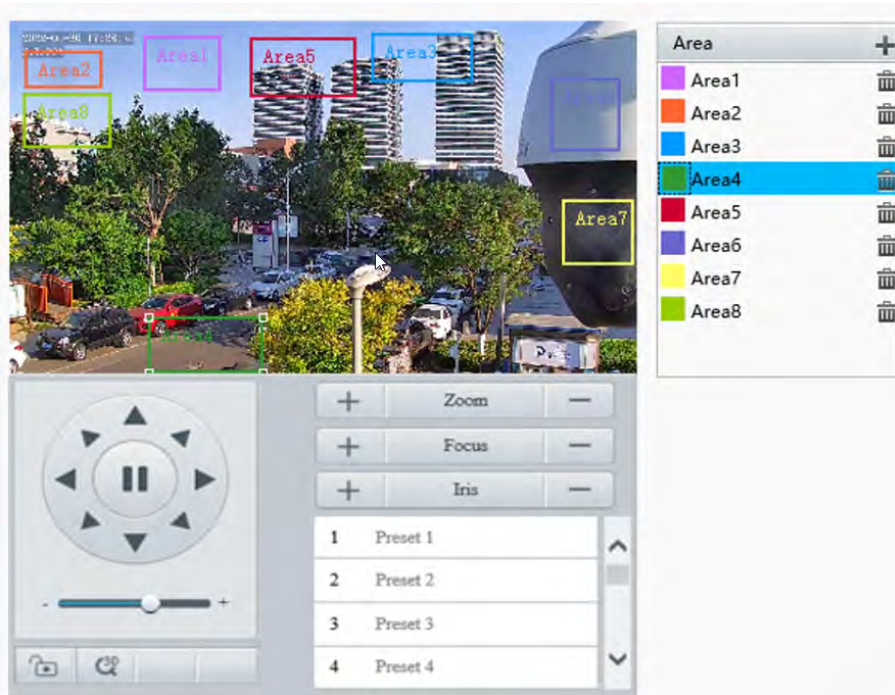 Area2
Area1
Area5
Area3
Area8
Area7
Area4
Area
Area1
Area2
Area3
Area4
Area5
Area6
Area7
Area8
+ Zoom −
+ Focus −
+ Iris −
1 Preset 1
2 Preset 2
3 Preset 3
4 Preset 4
- +
3D